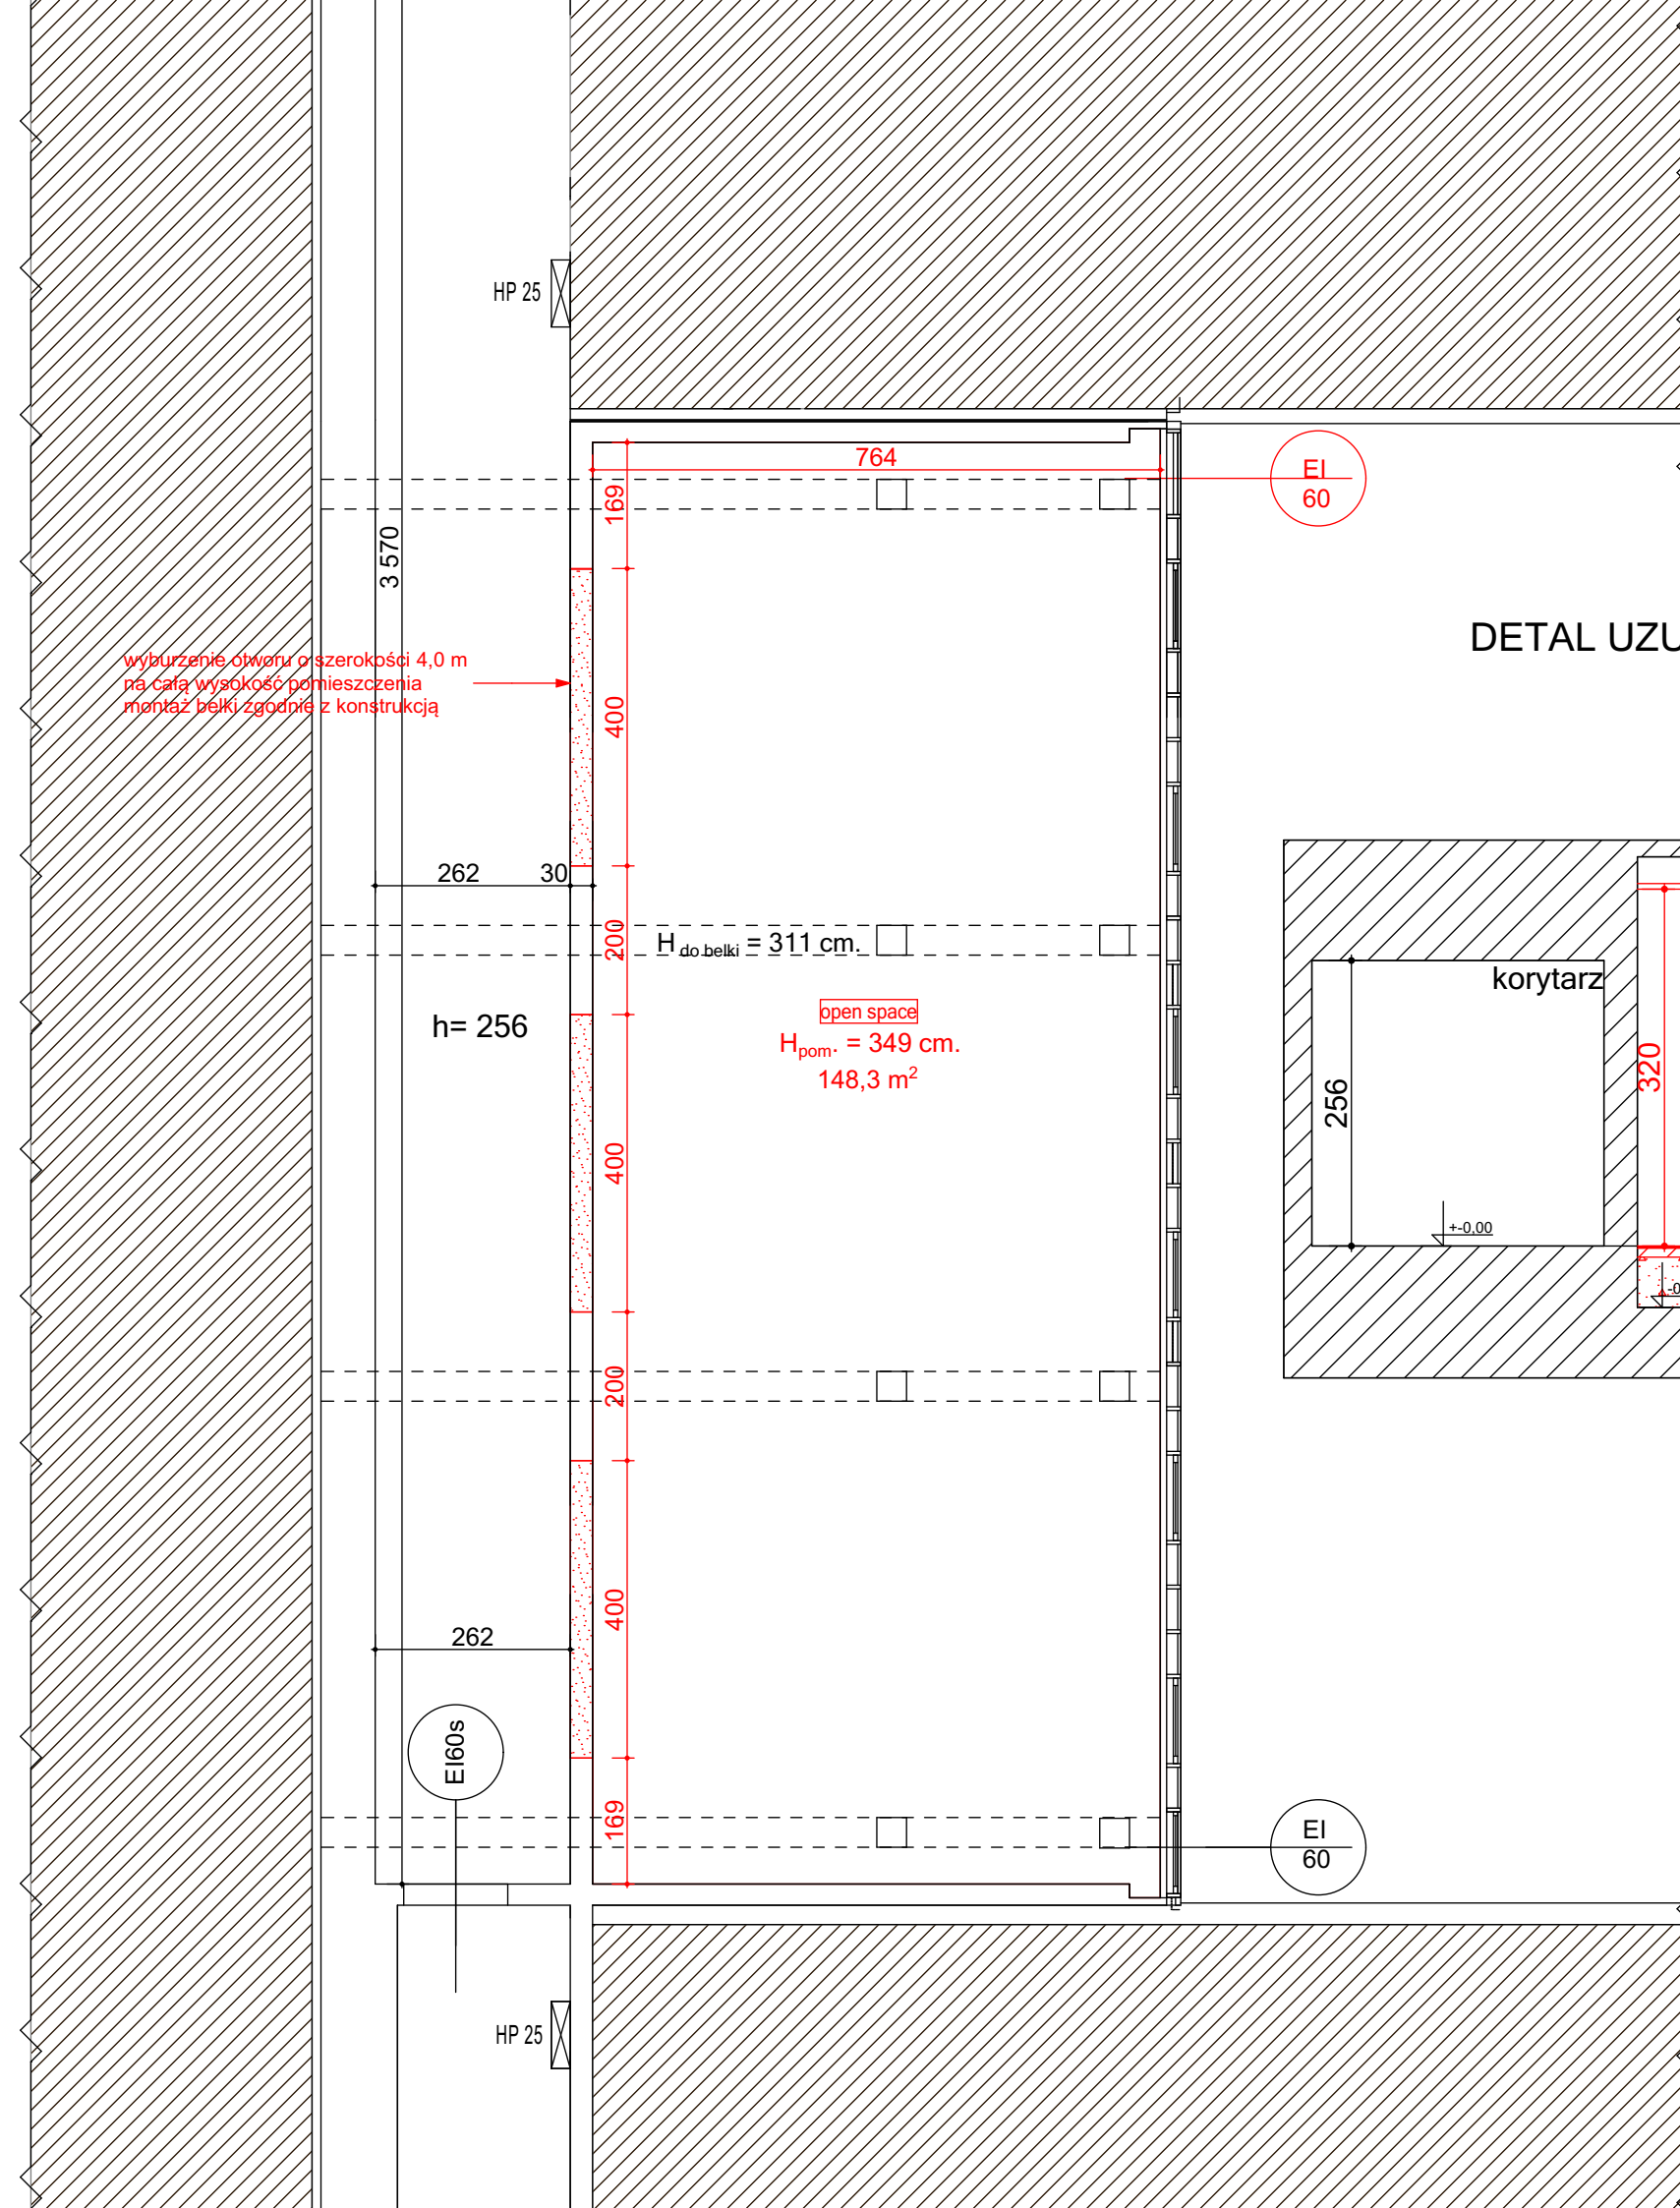 HP 25
764
169
EI
60
3 570
DETAL UZU
wyburzenie otworu o szerokości 4,0 m
na całą wysokość pomieszczenia
montaż belki zgodnie z konstrukcją
400
262
30
200
H do belki = 311 cm.
korytarz
open space
h= 256
Hpom. = 349 cm.
148,3 m²
320
256
400
+-0,00
-0
200
400
262
EI60s
169
EI
60
HP 25